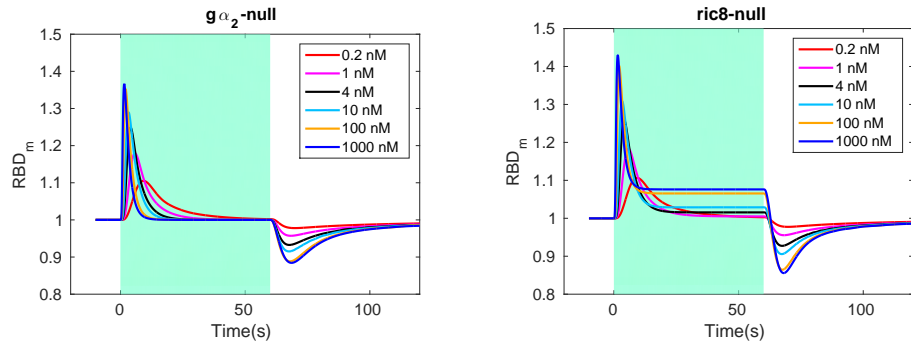 gα₂-null
1.5
1.4
1.3
1.2
1.1
1
0.9
0.8
RBDₘ
0.2 nM
1 nM
4 nM
10 nM
100 nM
1000 nM
0
50
100
Time(s)
ric8-null
1.5
1.4
1.3
1.2
1.1
1
0.9
0.8
RBDₘ
0.2 nM
1 nM
4 nM
10 nM
100 nM
1000 nM
0
50
100
Time(s)